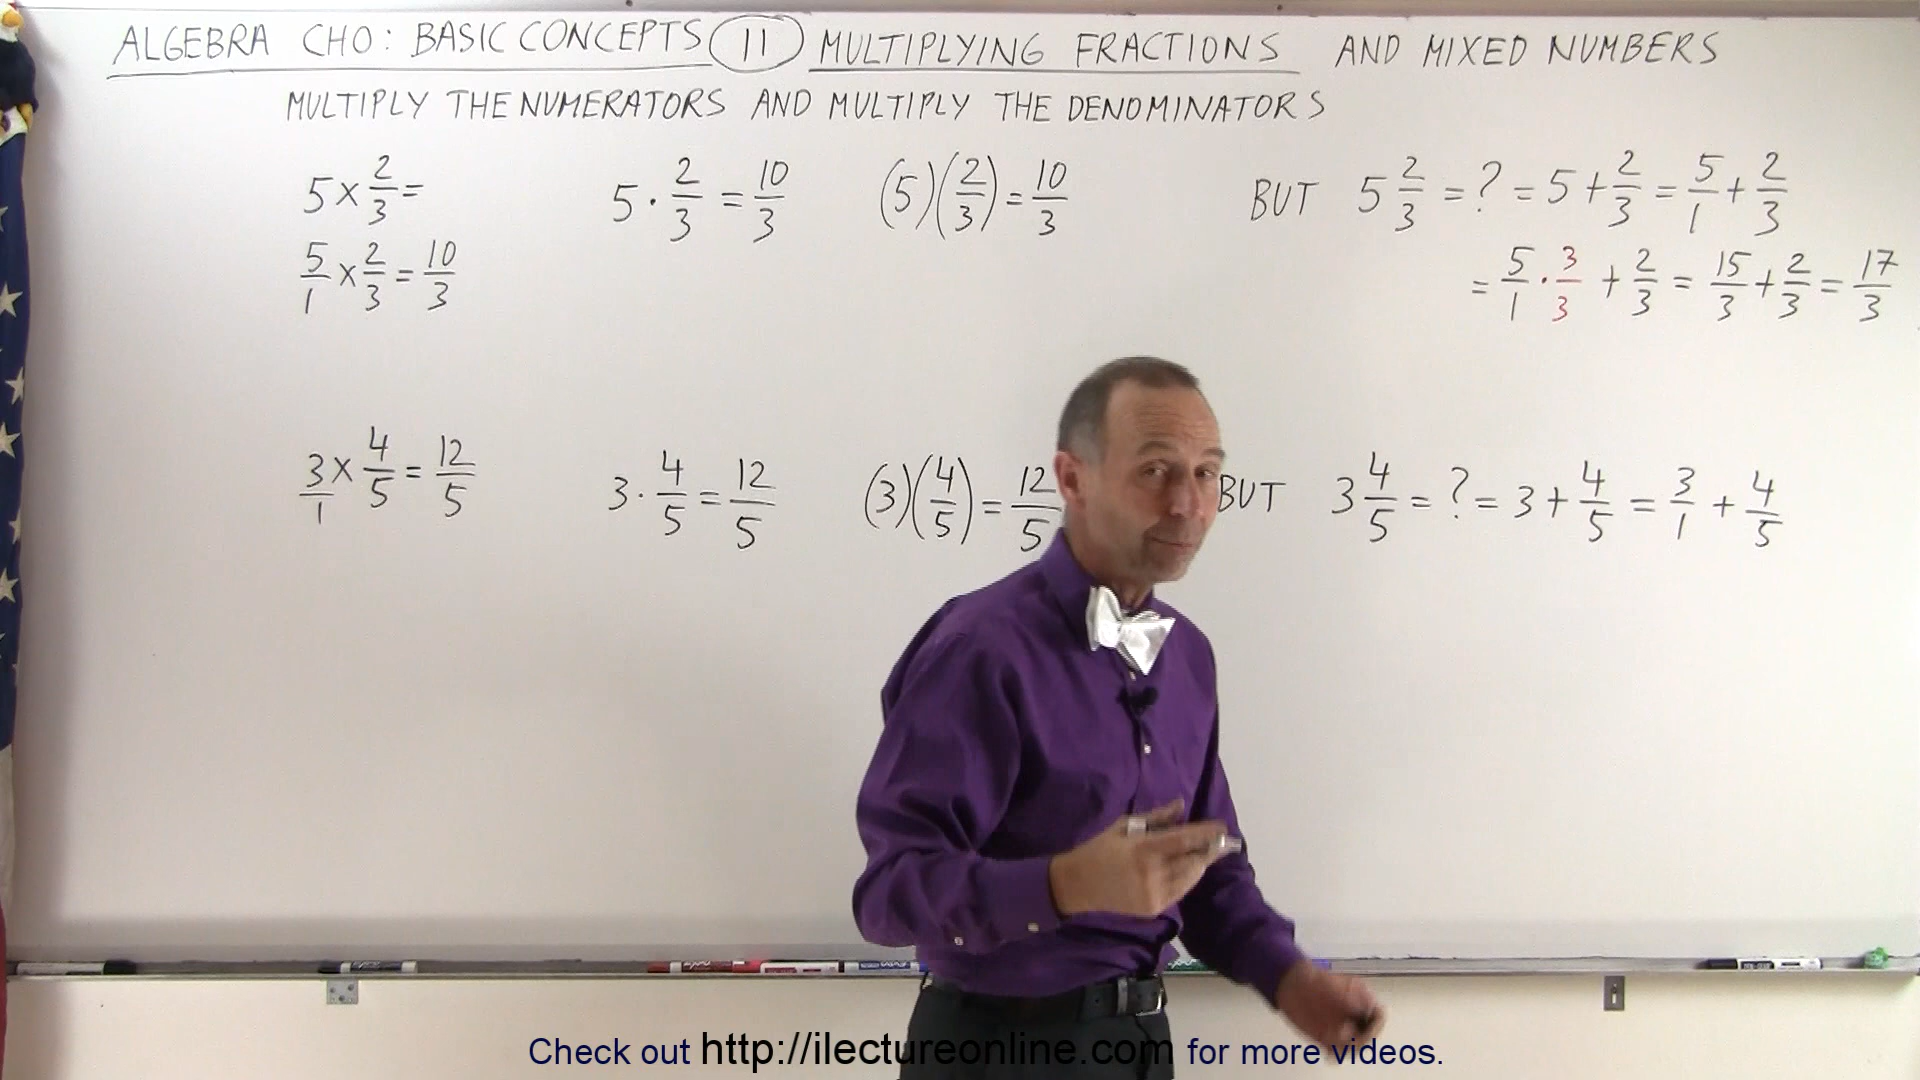 ALGEBRA CHO: BASIC CONCEPTS 11 MULTIPLYING FRACTIONS AND MIXED NUMBERS
MULTIPLY THE NUMERATORS AND MULTIPLY THE DENOMINATORS
5 × 2/3 =
5/1 × 2/3 = 10/3
5 · 2/3 = 10/3
(5)(2/3) = 10/3
BUT 5 2/3 = ? = 5 + 2/3 = 5/1 + 2/3
= 5/1 · 3/3 + 2/3 = 15/3 + 2/3 = 17/3
3/1 × 4/5 = 12/5
3 · 4/5 = 12/5
(3)(4/5) = 12/5
BUT 3 4/5 = ? = 3 + 4/5 = 3/1 + 4/5
Check out http://ilectureonline.com for more videos.